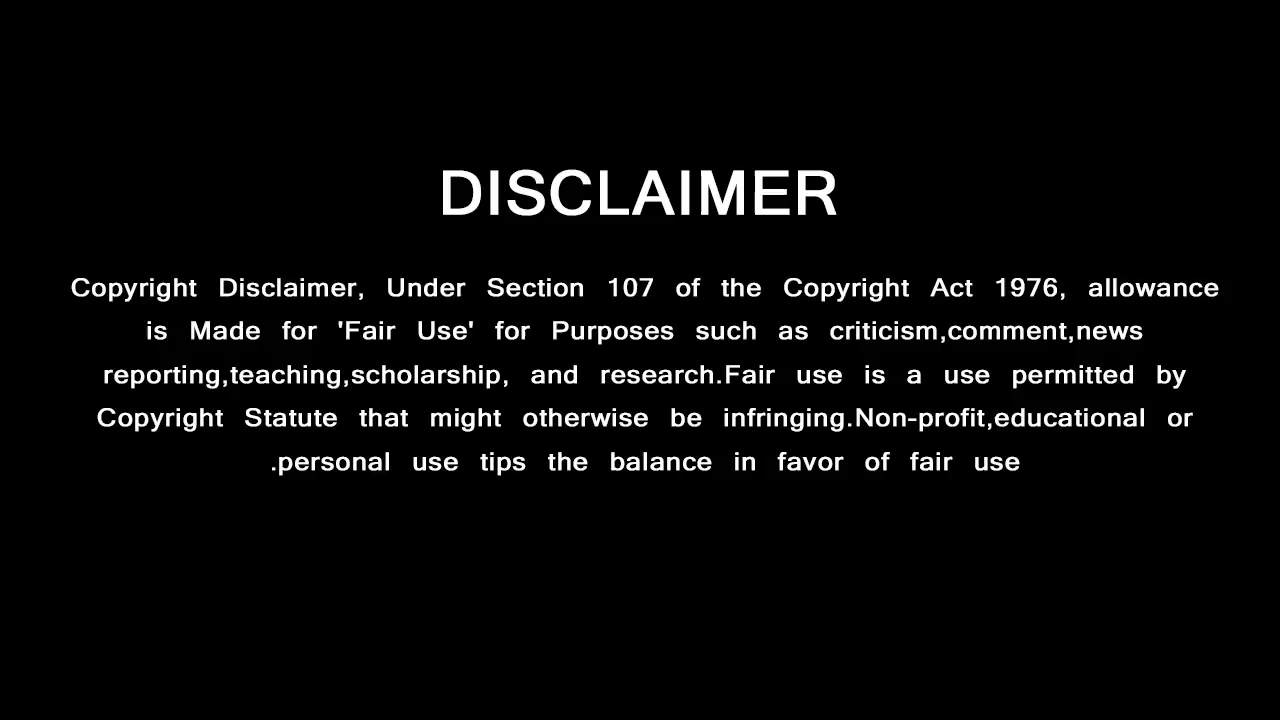 DISCLAIMER
Copyright Disclaimer, Under Section 107 of the Copyright Act 1976, allowance
is Made for 'Fair Use' for Purposes such as criticism,comment,news
reporting,teaching,scholarship, and research.Fair use is a use permitted by
Copyright Statute that might otherwise be infringing.Non-profit,educational or
.personal use tips the balance in favor of fair use